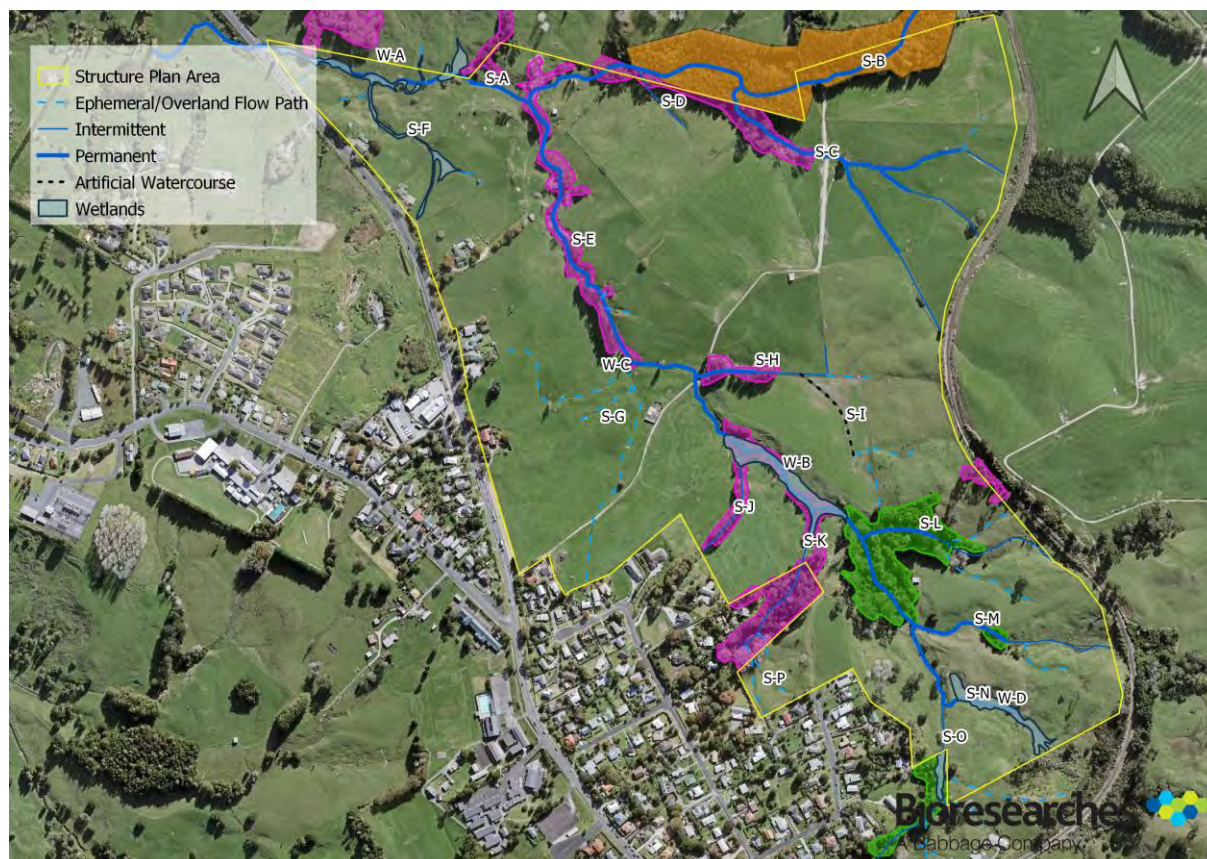 Structure Plan Area
Ephemeral/Overland Flow Path
Intermittent
Permanent
Artificial Watercourse
Wetlands
W-A
S-A
S-B
S-D
S-F
S-C
S-E
W-C
S-H
S-G
S-I
W-B
S-J
S-K
S-L
S-M
S-P
S-N
W-D
S-O
Bioresearches
A Babbage Company